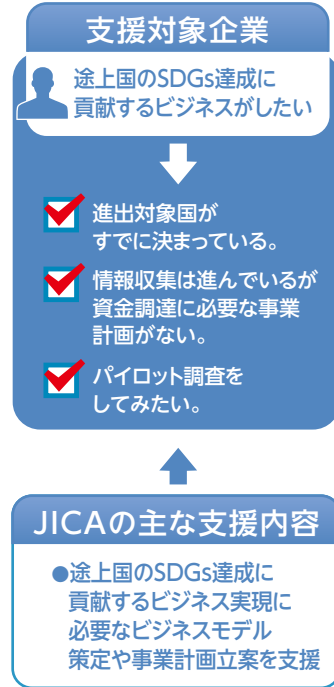 支援対象企業
途上国のSDGs達成に
貢献するビジネスがしたい
進出対象国が
すでに決まっている。
情報収集は進んでいるが
資金調達に必要な事業
計画がない。
パイロット調査を
してみたい。
JICAの主な支援内容
●途上国のSDGs達成に
貢献するビジネス実現に
必要なビジネスモデル
策定や事業計画立案を支援